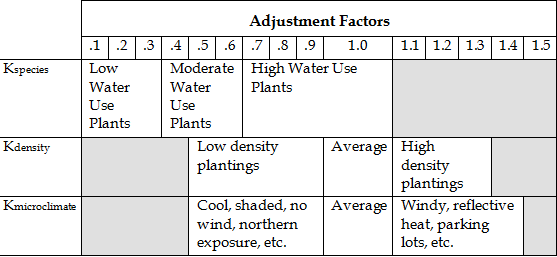 Adjustment Factors
.1 .2 .3 .4 .5 .6 .7 .8 .9 1.0 1.1 1.2 1.3 1.4 1.5
Kspecies Low Moderate High Water Use
Water Water Plants
Use Use
Plants Plants
Kdensity Low density Average High
plantings density
plantings
Kmicroclimate Cool, shaded, no Average Windy, reflective
wind, northern heat, parking
exposure, etc. lots, etc.